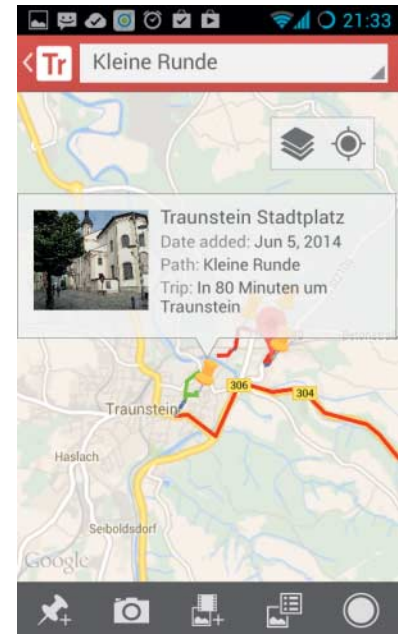 21:33
Tr Kleine Runde
Traunstein Stadtplatz
Date added: Jun 5, 2014
Path: Kleine Runde
Trip: In 80 Minuten um
Traunstein
306
304
Traunstein
Haslach
Seiboldsdorf
Google